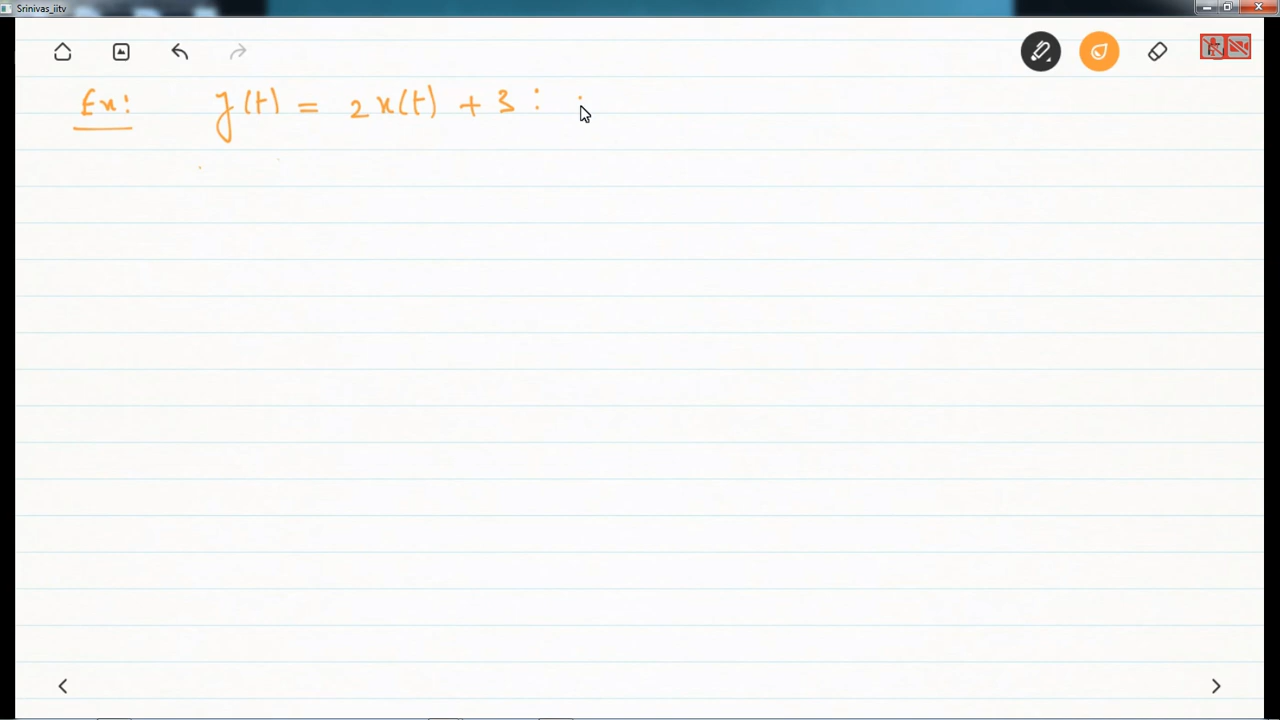 Srinivas_iitv
Ex: y(t) = 2x(t) + 3 :